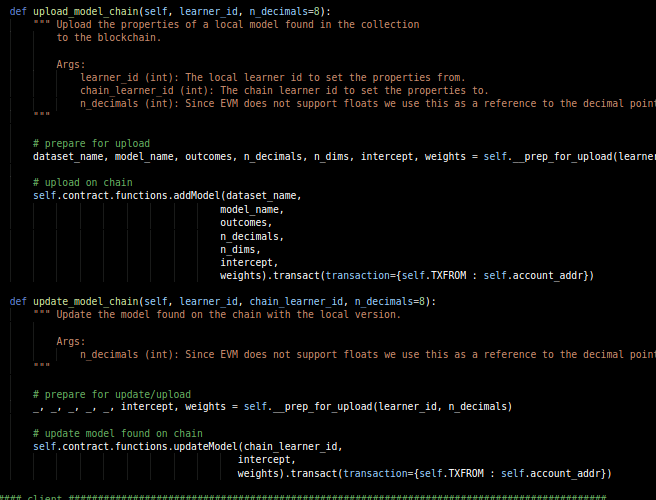 def upload_model_chain(self, learner_id, n_decimals=8):
""" Upload the properties of a local model found in the collection
to the blockchain.
Args:
learner_id (int): The local learner id to set the properties from.
chain_learner_id (int): The chain learner id to set the properties to.
n_decimals (int): Since EVM does not support floats we use this as a reference to the decimal point
"""
# prepare for upload
dataset_name, model_name, outcomes, n_decimals, n_dims, intercept, weights = self.__prep_for_upload(learner
# upload on chain
self.contract.functions.addModel(dataset_name,
model_name,
outcomes,
n_decimals,
n_dims,
intercept,
weights).transact(transaction={self.TXFROM : self.account_addr})
def update_model_chain(self, learner_id, chain_learner_id, n_decimals=8):
""" Update the model found on the chain with the local version.
Args:
n_decimals (int): Since EVM does not support floats we use this as a reference to the decimal point
"""
# prepare for update/upload
_, _, _, _, _, intercept, weights = self.__prep_for_upload(learner_id, n_decimals)
# update model found on chain
self.contract.functions.updateModel(chain_learner_id,
intercept,
weights).transact(transaction={self.TXFROM : self.account_addr})
client